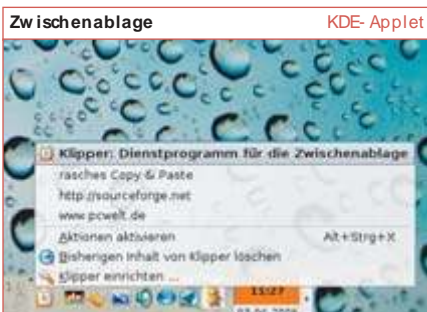 Zwischenablage KDE-Applet
Klipper: Dienstprogramm für die Zwischenablage
rasches Copy & Paste
http://sourceforge.net
www.pcwelt.de
Aktionen aktivieren Alt+Strg+X
Bisherigen Inhalt von Klipper löschen
Klipper einrichten ...
11:27